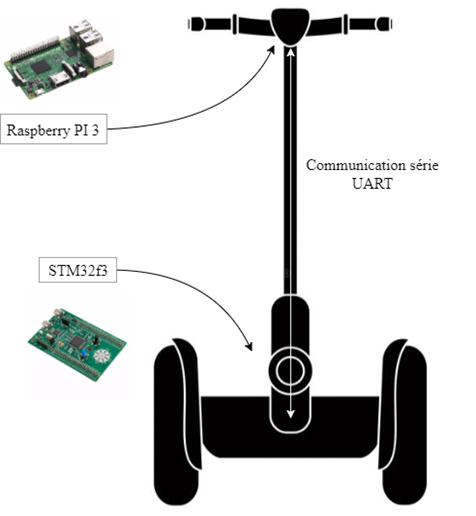 Raspberry PI 3
Communication série
UART
STM32f3